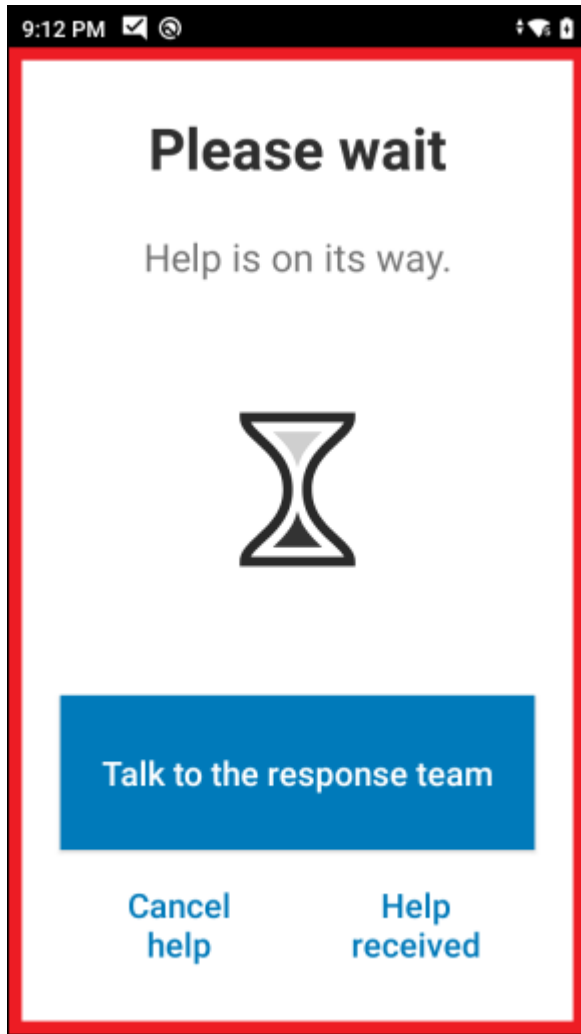 9:12 PM
Please wait
Help is on its way.
Talk to the response team
Cancel
help
Help
received